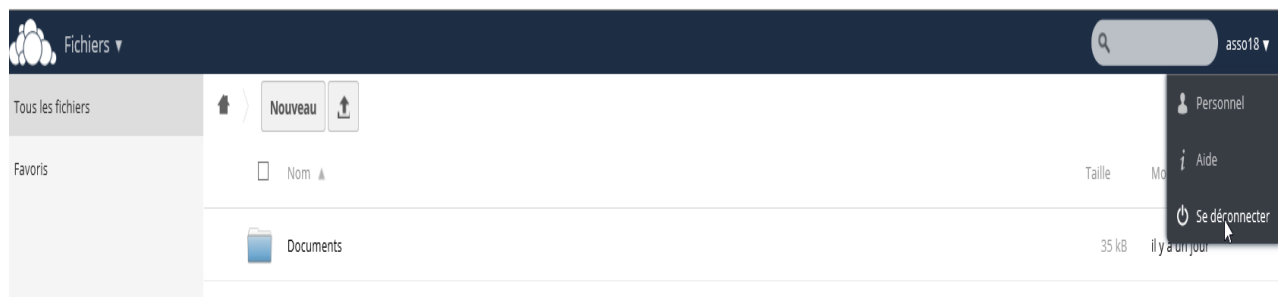 Fichiers ▾
asso18 ▾
Tous les fichiers
Nouveau
Personnel
Favoris
Nom ▲
Taille
Mo
Aide
Se déconnecter
Documents
35 kB
il y a un jour